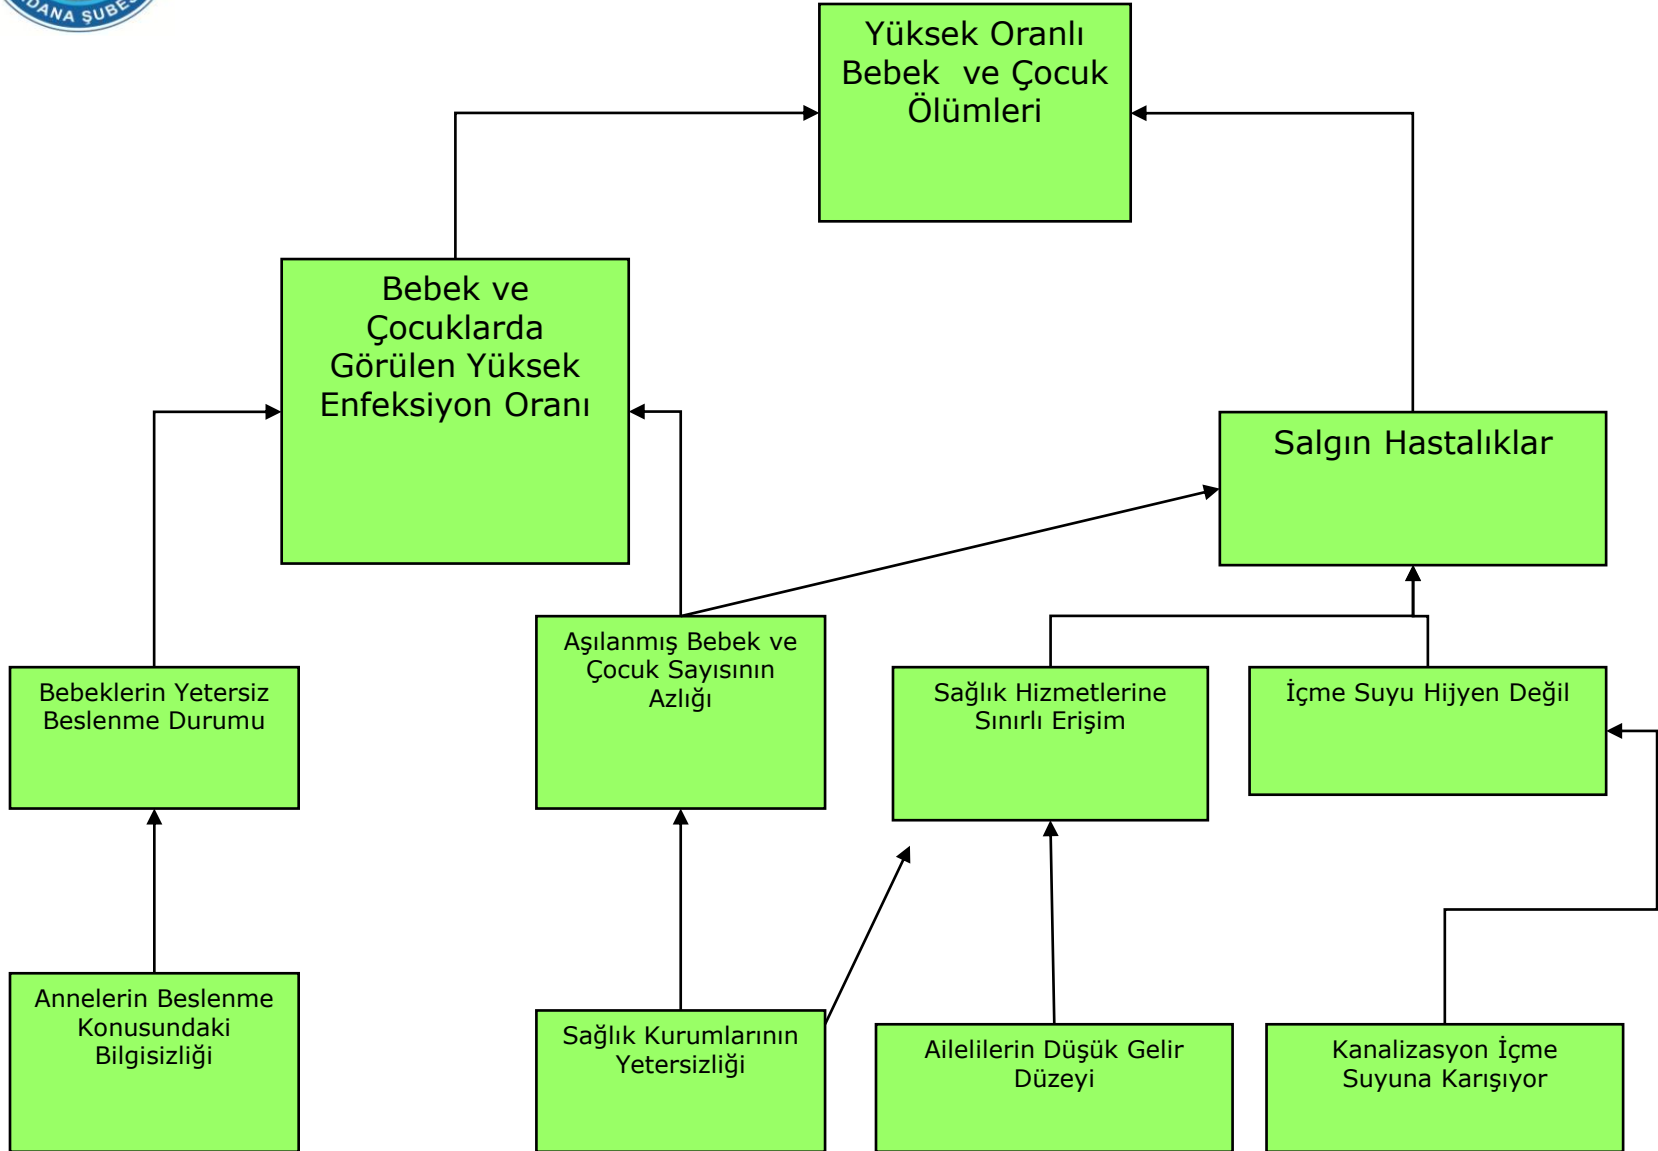 DANA ŞUBES
Yüksek Oranlı
Bebek ve Çocuk
Ölümleri
Bebek ve
Çocuklarda
Görülen Yüksek
Enfeksiyon Oranı
Salgın Hastalıklar
Bebeklerin Yetersiz
Beslenme Durumu
Aşılanmış Bebek ve
Çocuk Sayısının
Azlığı
Sağlık Hizmetlerine
Sınırlı Erişim
İçme Suyu Hijyen Değil
Annelerin Beslenme
Konusundaki
Bilgisizliği
Sağlık Kurumlarının
Yetersizliği
Ailelilerin Düşük Gelir
Düzeyi
Kanalizasyon İçme
Suyuna Karışıyor